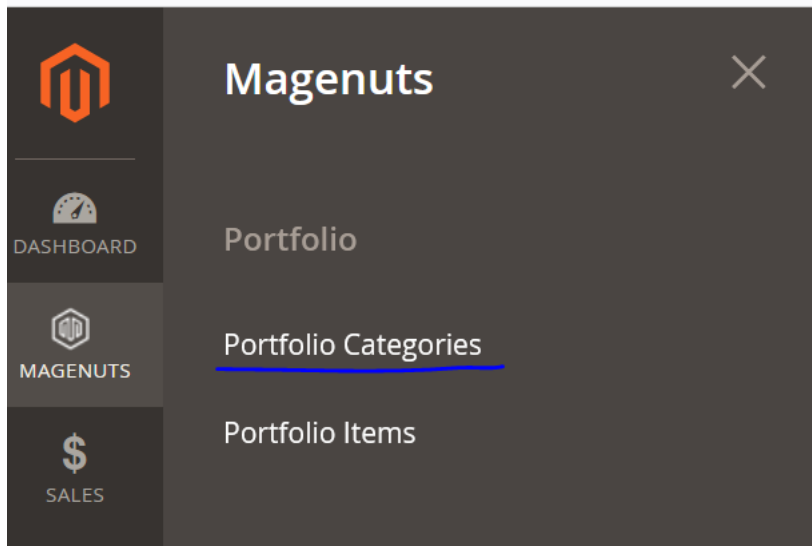 Magenuts
DASHBOARD
Portfolio
Portfolio Categories
MAGENUTS
Portfolio Items
$
SALES